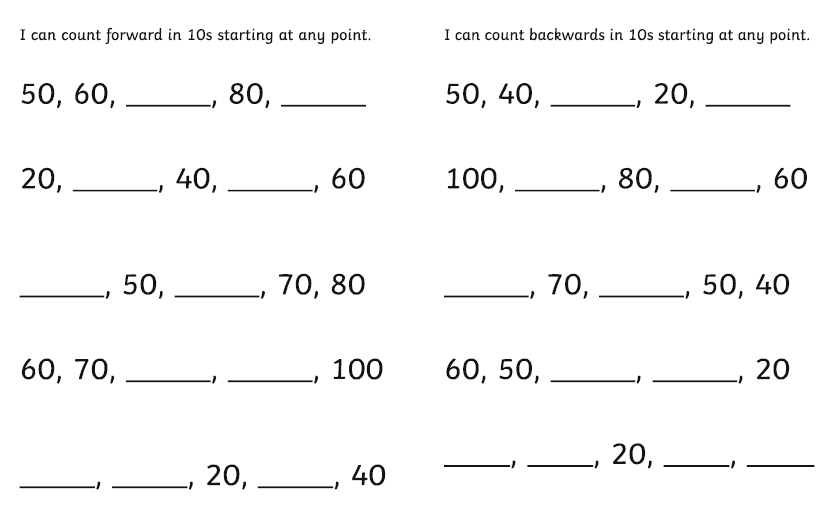 I can count forward in 10s starting at any point.
50, 60, ______, 80, ______
20, ______, 40, ______, 60
______, 50, ______, 70, 80
60, 70, ______, ______, 100
______, ______, 20, ______, 40
I can count backwards in 10s starting at any point.
50, 40, ______, 20, ______
100, ______, 80, ______, 60
______, 70, ______, 50, 40
60, 50, ______, ______, 20
_____, _____, 20, _____, _____